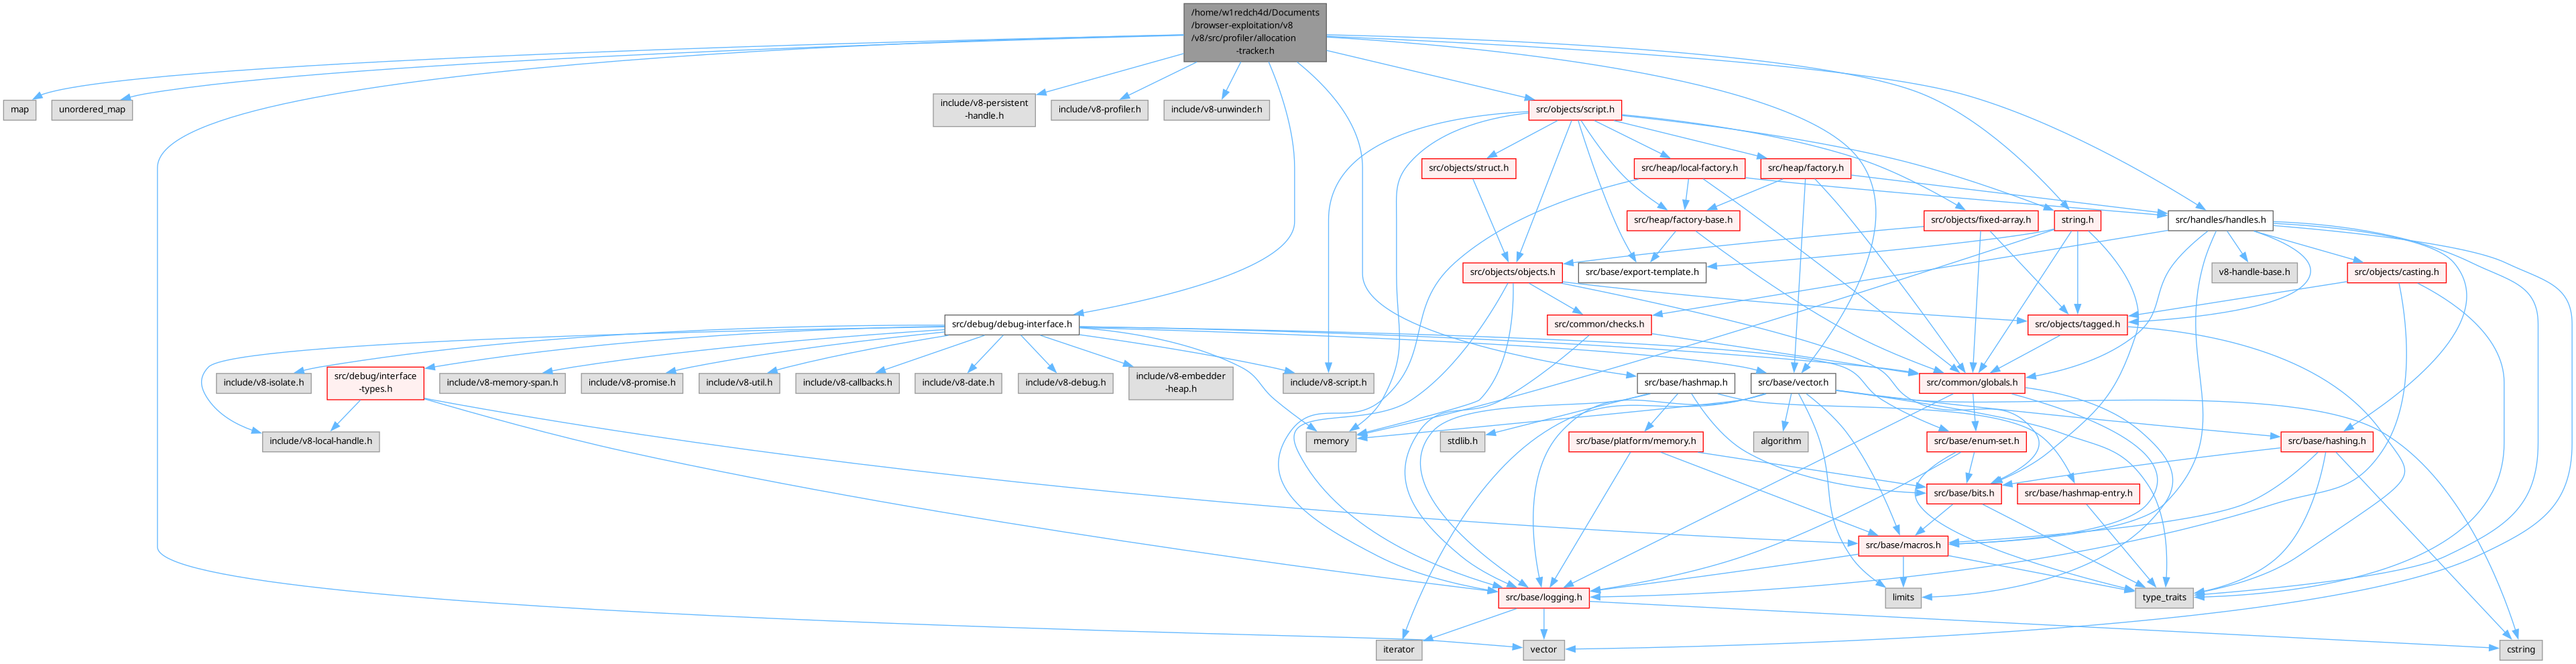 /home/w1redch4d/Documents
/browser-exploitation/v8
/v8/src/profiler/allocation
-tracker.h
map
unordered_map
include/v8-persistent
-handle.h
include/v8-profiler.h
include/v8-unwinder.h
src/objects/script.h
src/objects/struct.h
src/heap/local-factory.h
src/heap/factory.h
src/heap/factory-base.h
src/objects/fixed-array.h
string.h
src/handles/handles.h
src/objects/objects.h
src/base/export-template.h
v8-handle-base.h
src/objects/casting.h
src/debug/debug-interface.h
src/common/checks.h
src/objects/tagged.h
include/v8-isolate.h
src/debug/interface
-types.h
include/v8-memory-span.h
include/v8-promise.h
include/v8-util.h
include/v8-callbacks.h
include/v8-date.h
include/v8-debug.h
include/v8-embedder
-heap.h
include/v8-script.h
src/base/hashmap.h
src/base/vector.h
src/common/globals.h
include/v8-local-handle.h
memory
stdlib.h
src/base/platform/memory.h
algorithm
src/base/enum-set.h
src/base/hashing.h
src/base/bits.h
src/base/hashmap-entry.h
src/base/macros.h
src/base/logging.h
limits
type_traits
iterator
vector
cstring